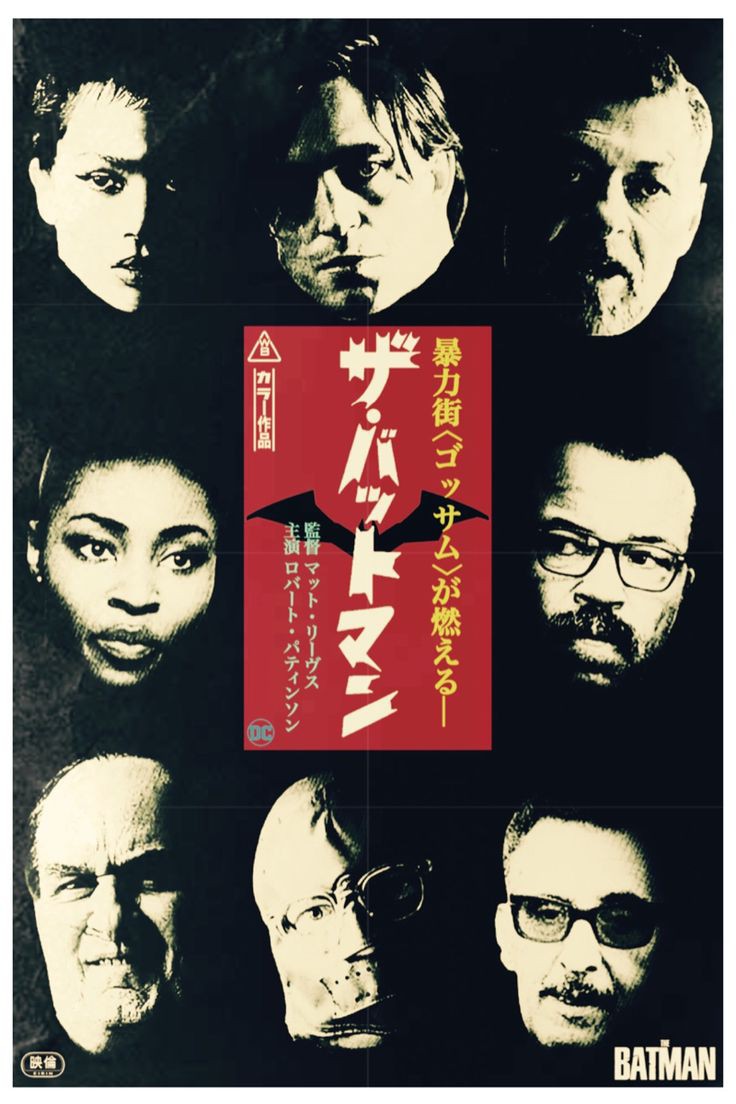 暴力街〈ゴッサム〉が燃える—
ザ・バットマン
監督 マット・リーヴス
主演 ロバート・パティンソン
WB
カラー作品
DC
映倫
EIRIN
THE
BATMAN